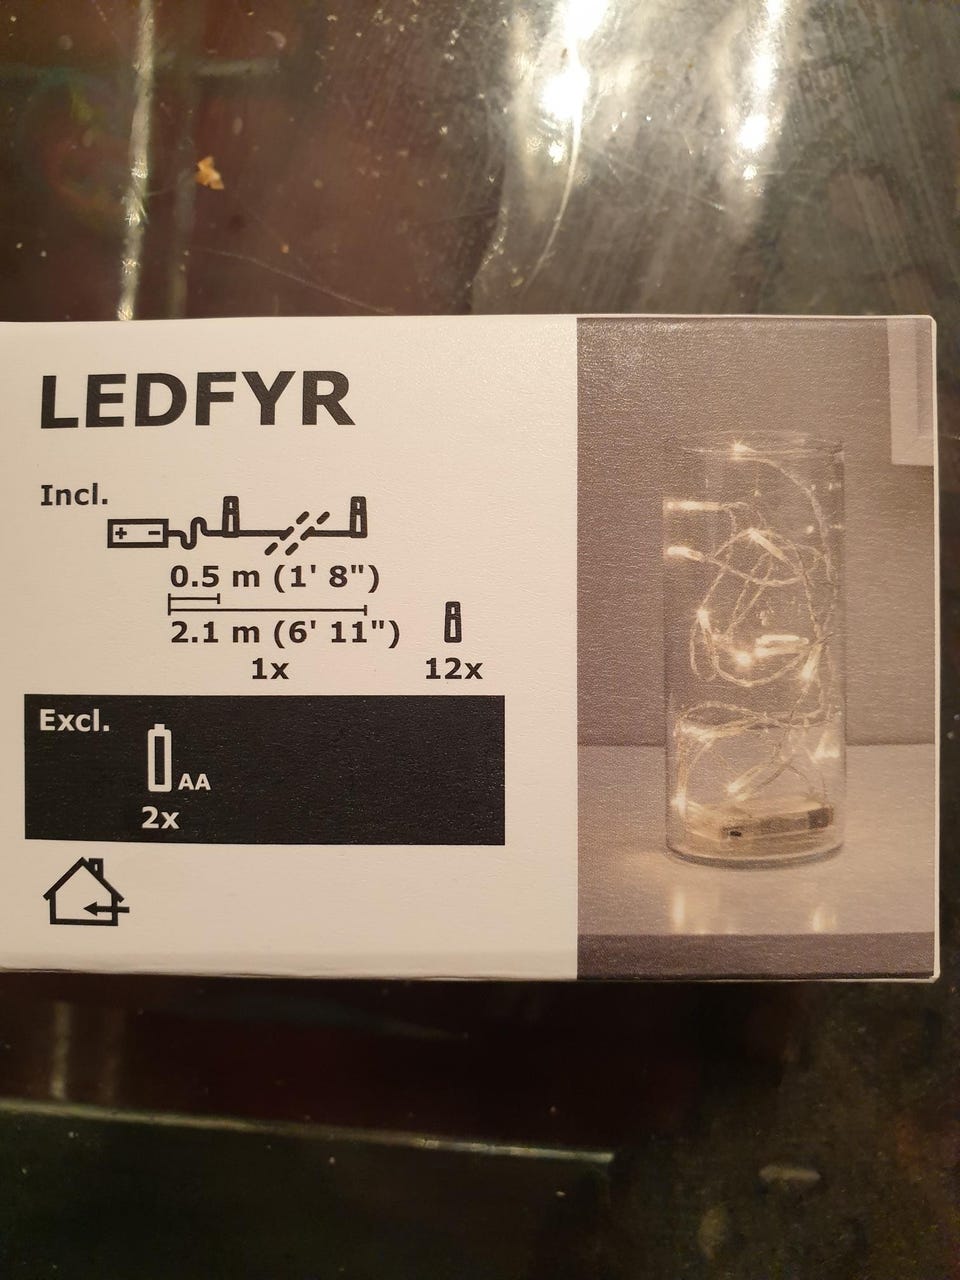 LEDFYR
Incl.
+ -
0.5 m (1' 8")
2.1 m (6' 11")
1x
12x
Excl.
AA
2x